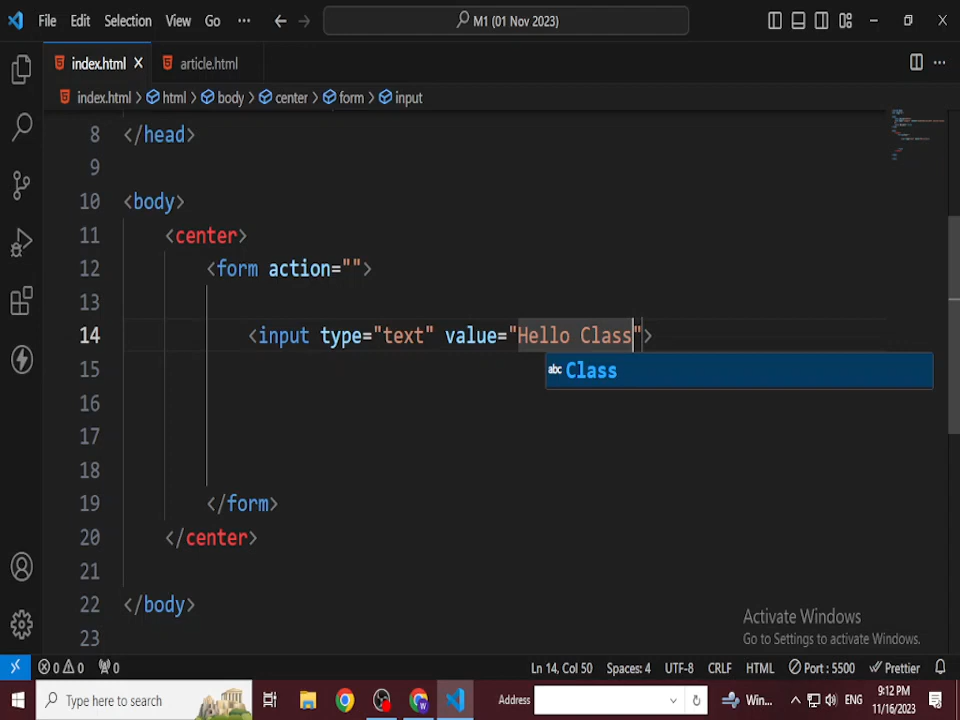 File Edit Selection View Go ··· M1 (01 Nov 2023)
index.html article.html
index.html > html > body > center > form > input
8 </head>
9
10 <body>
11 <center>
12 <form action="">
13
14 <input type="text" value="Hello Class">
15
abc Class
16
17
18
19 </form>
20 </center>
21
22 </body>
23
Activate Windows
Go to Settings to activate Windows.
0 0 0 Ln 14, Col 50 Spaces: 4 UTF-8 CRLF HTML Port : 5500 Prettier
Type here to search Address Win... ENG 9:12 PM
11/16/2023